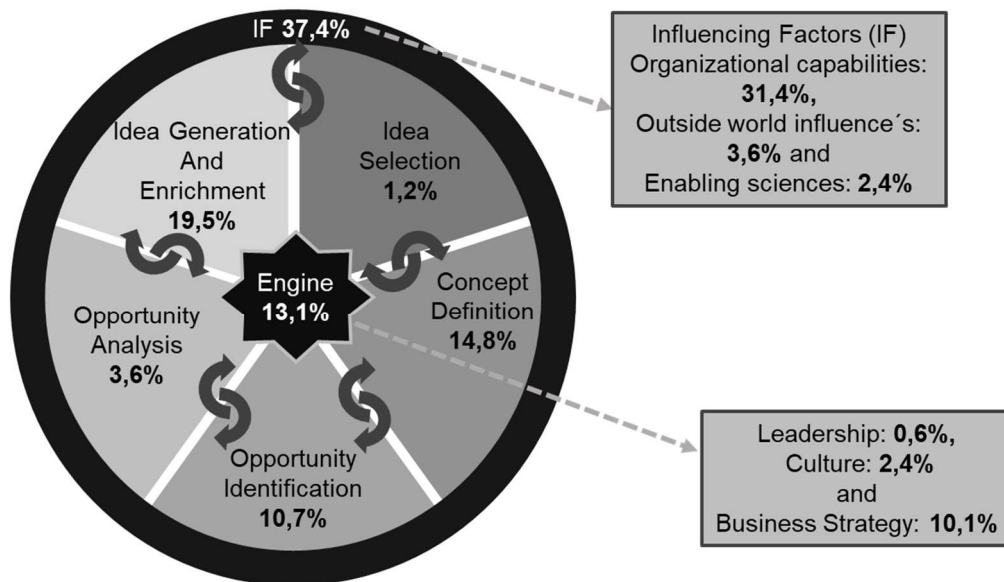 IF 37,4%
Idea Generation
And
Enrichment
19,5%
Idea
Selection
1,2%
Engine
13,1%
Concept
Definition
14,8%
Opportunity
Analysis
3,6%
Opportunity
Identification
10,7%
Influencing Factors (IF)
Organizational capabilities:
31,4%,
Outside world influence´s:
3,6% and
Enabling sciences: 2,4%
Leadership: 0,6%,
Culture: 2,4%
and
Business Strategy: 10,1%